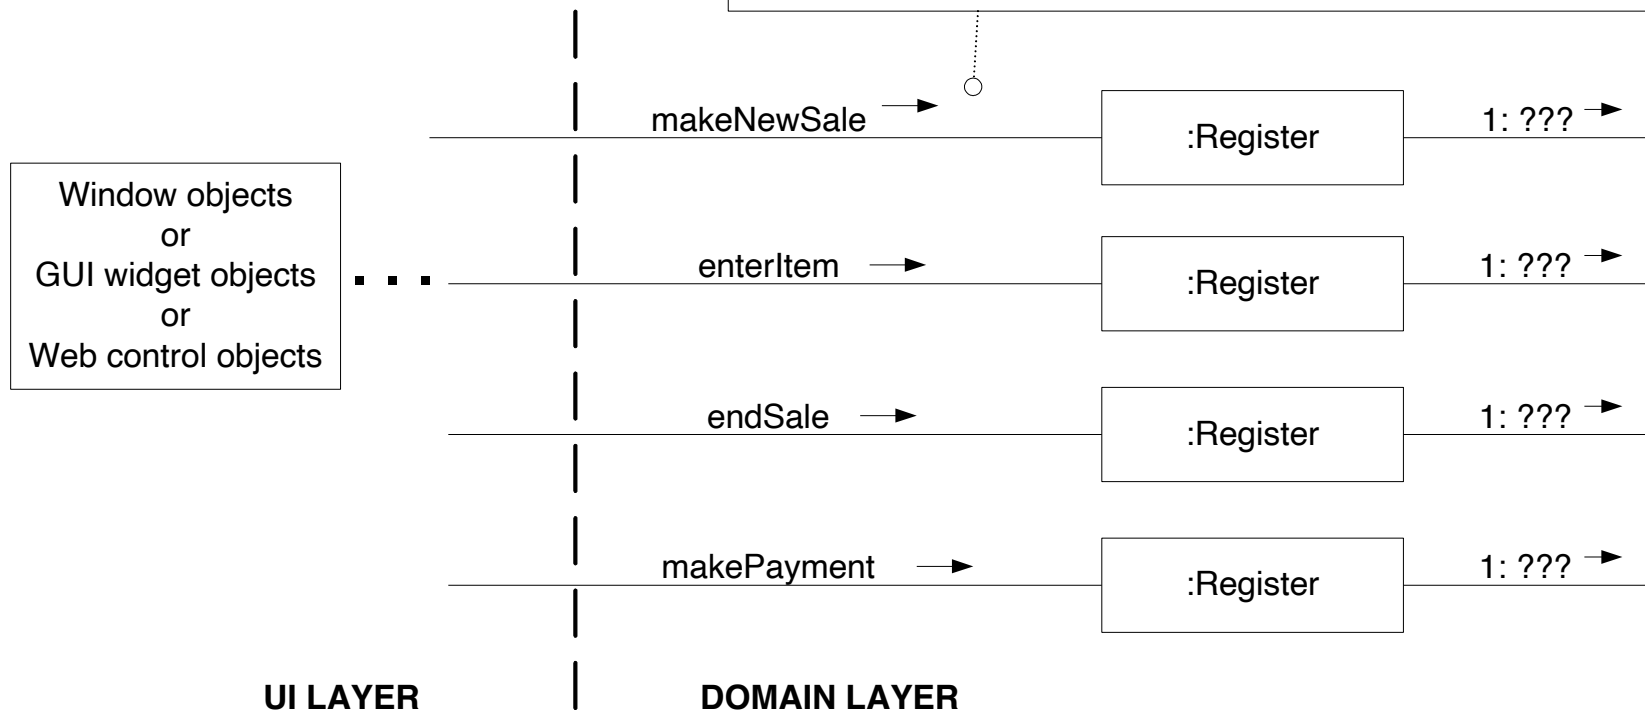 makeNewSale
:Register
1: ???
Window objects
or
GUI widget objects
or
Web control objects
enterItem
:Register
1: ???
endSale
:Register
1: ???
makePayment
:Register
1: ???
UI LAYER
DOMAIN LAYER